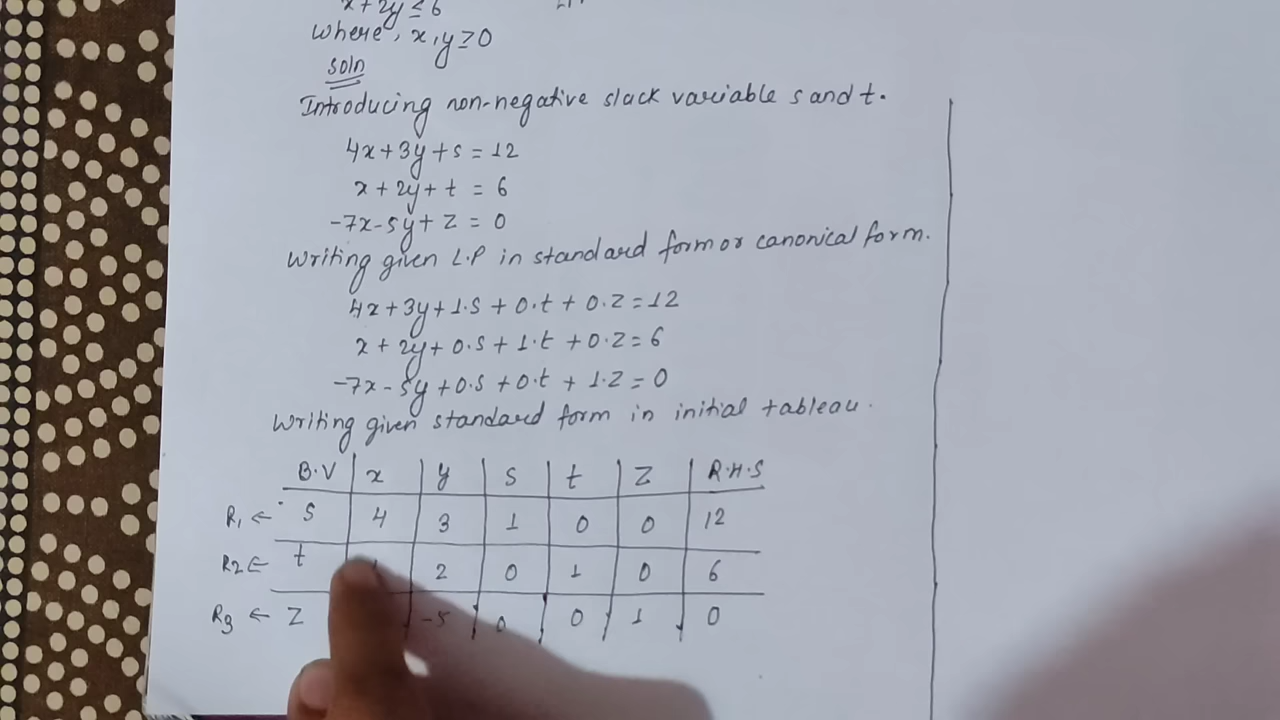 x+2y≤6
where, x,y≥0
soln
Introducing non-negative slack variable s and t.
4x+3y+s=12
x+2y+t=6
-7x-5y+Z=0
Writing given L.P in standard form or canonical form.
4x+3y+1.s+0.t+0.Z=12
x+2y+0.s+1.t+0.Z=6
-7x-5y+0.s+0.t+1.Z=0
Writing given standard form in initial tableau.
B.V x y s t Z R.H.S
R1← s 4 3 1 0 0 12
R2← t 2 0 1 0 6
R3← Z -5 0 0 1 0